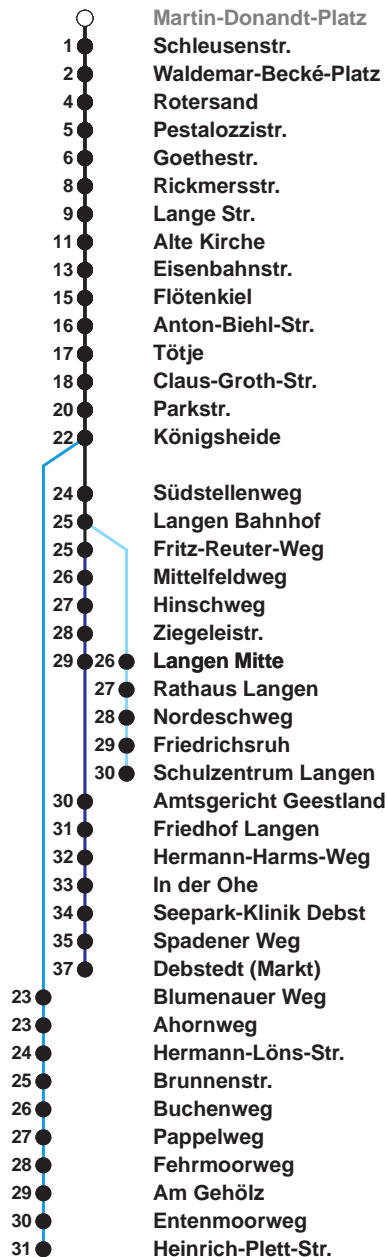 Martin-Donandt-Platz
1 Schleusenstr.
2 Waldemar-Becké-Platz
4 Rotersand
5 Pestalozzistr.
6 Goethestr.
8 Rickmersstr.
9 Lange Str.
11 Alte Kirche
13 Eisenbahnstr.
15 Flötenkiel
16 Anton-Biehl-Str.
17 Tötje
18 Claus-Groth-Str.
20 Parkstr.
22 Königsheide
24 Südstellenweg
25 Langen Bahnhof
25 Fritz-Reuter-Weg
26 Mittelfeldweg
27 Hinschweg
28 Ziegeleistr.
29 26 Langen Mitte
27 Rathaus Langen
28 Nordeschweg
29 Friedrichsruh
30 Schulzentrum Langen
30 Amtsgericht Geestland
31 Friedhof Langen
32 Hermann-Harms-Weg
33 In der Ohe
34 Seepark-Klinik Debst
35 Spadener Weg
37 Debstedt (Markt)
23 Blumenauer Weg
23 Ahornweg
24 Hermann-Löns-Str.
25 Brunnenstr.
26 Buchenweg
27 Pappelweg
28 Fehrmoorweg
29 Am Gehölz
30 Entenmoorweg
31 Heinrich-Plett-Str.